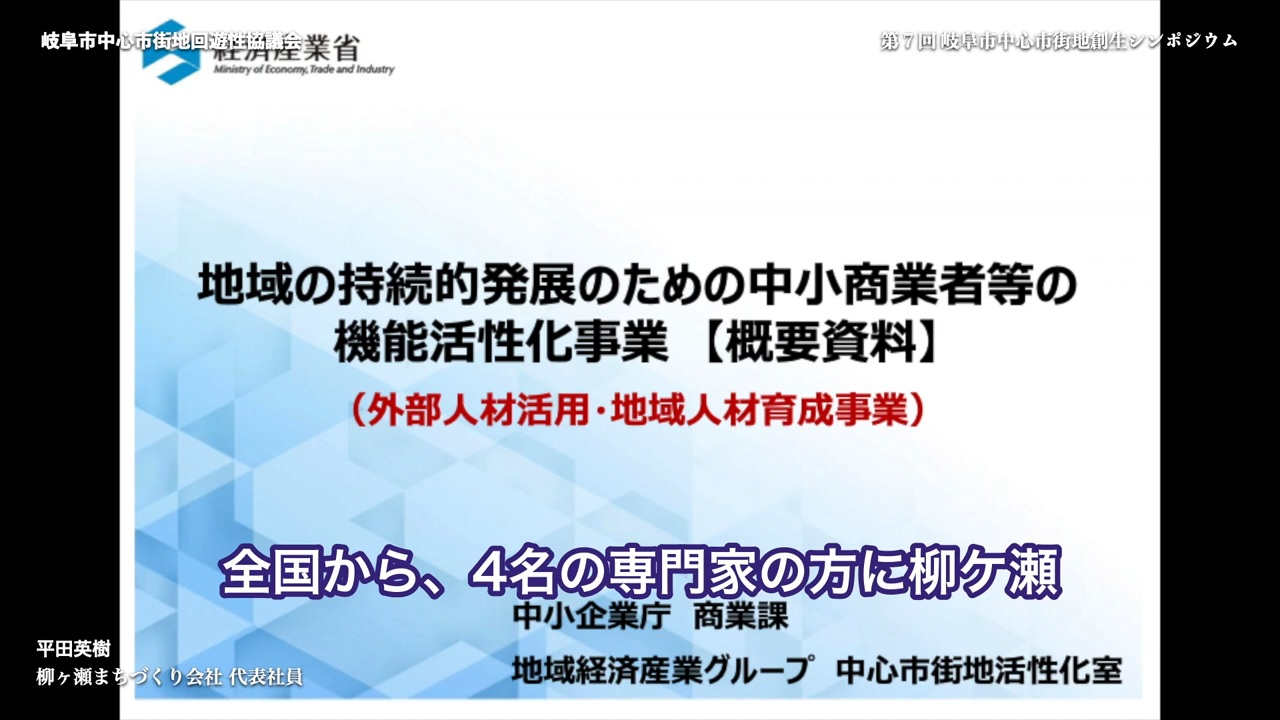 岐阜市中心市街地回遊性協議会
第7回 岐阜市中心市街地創生シンポジウム
経済産業省
Ministry of Economy, Trade and Industry
地域の持続的発展のための中小商業者等の
機能活性化事業 【概要資料】
（外部人材活用・地域人材育成事業）
全国から、4名の専門家の方に柳ケ瀬
中小企業庁 商業課
平田英樹
柳ヶ瀬まちづくり会社 代表社員
地域経済産業グループ 中心市街地活性化室